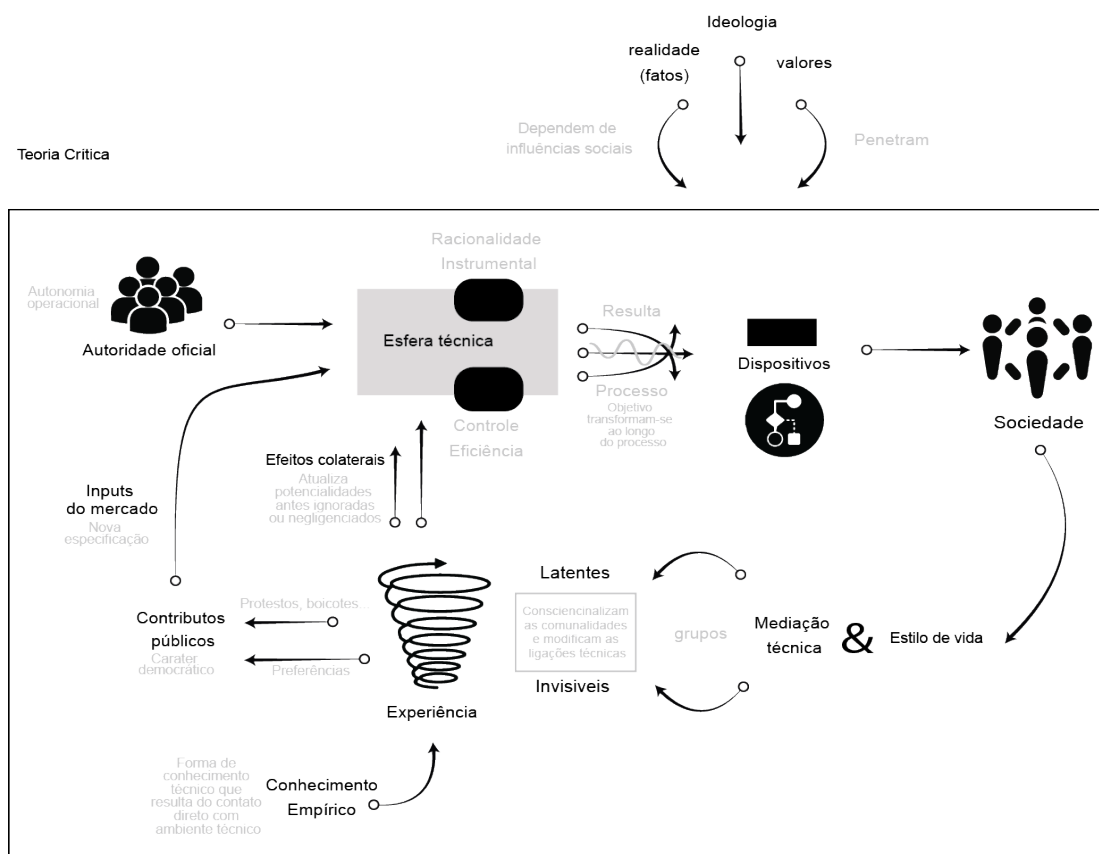 Ideologia
realidade
(fatos)
valores
Dependem de
influências sociais
Penetram
Teoria Critica
Racionalidade
Instrumental
Autonomia
operacional
Autoridade oficial
Esfera técnica
Resulta
Processo
Objetivo
transformam-se
ao longo
do processo
Dispositivos
Sociedade
Controle
Eficiência
Efeitos colaterais
Atualiza
potencialidades
antes ignoradas
ou negligenciados
Inputs
do mercado
Nova
especificação
Latentes
Consciencinalizam
as comunalidades
e modificam as
ligações técnicas
Invisiveis
grupos
Mediação
técnica
&
Estilo de vida
Protestos, boicotes...
Contributos
públicos
Carater
democrático
Preferências
Experiência
Forma de
conhecimento
técnico que
resulta do contato
direto com
ambiente técnico
Conhecimento
Empírico